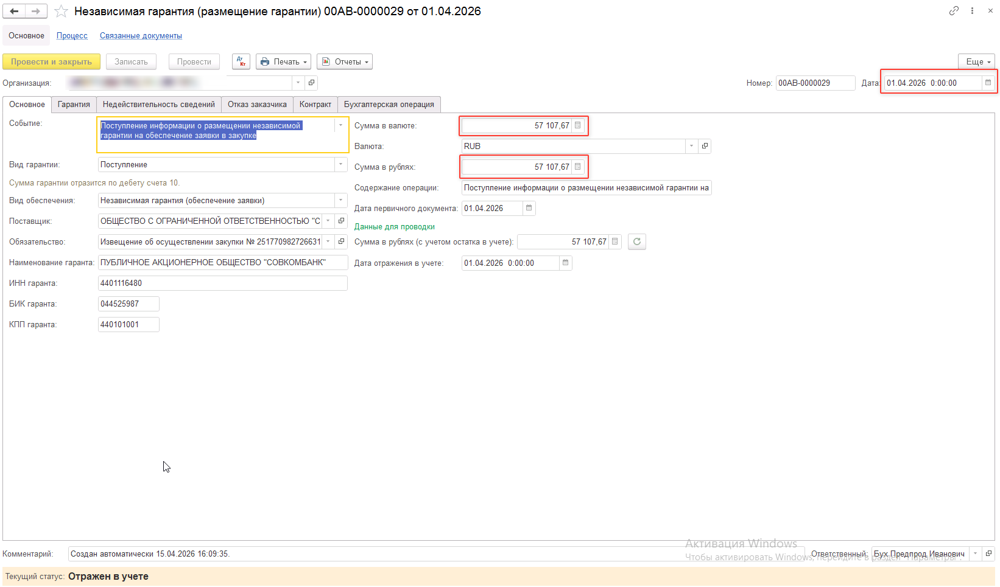 Независимая гарантия (размещение гарантии) 00АВ-0000029 от 01.04.2026
Основное Процесс Связанные документы
Провести и закрыть Записать Провести Дт Кт Печать Отчеты Еще
Организация: Номер: 00АВ-0000029 Дата: 01.04.2026 0:00:00
Основное Гарантия Недействительность сведений Отказ заказчика Контракт Бухгалтерская операция
Событие: Поступление информации о размещении независимой
гарантии на обеспечение заявки в закупке
Сумма в валюте: 57 107,67
Валюта: RUB
Вид гарантии: Поступление
Сумма в рублях: 57 107,67
Сумма гарантии отразится по дебету счета 10.
Содержание операции: Поступление информации о размещении независимой гарантии на
Вид обеспечения: Независимая гарантия (обеспечение заявки)
Дата первичного документа: 01.04.2026
Поставщик: ОБЩЕСТВО С ОГРАНИЧЕННОЙ ОТВЕТСТВЕННОСТЬЮ "С
Данные для проводки
Обязательство: Извещение об осуществлении закупки № 251770982726631
Сумма в рублях (с учетом остатка в учете): 57 107,67
Наименование гаранта: ПУБЛИЧНОЕ АКЦИОНЕРНОЕ ОБЩЕСТВО "СОВКОМБАНК"
Дата отражения в учете: 01.04.2026 0:00:00
ИНН гаранта: 4401116480
БИК гаранта: 044525987
КПП гаранта: 440101001
Активация Windows
Чтобы активировать Windows, перейдите в раздел "Параметры".
Комментарий: Создан автоматически 15.04.2026 16:09:35.
Ответственный: Бух Предпрод Иванович
Текущий статус: Отражен в учете